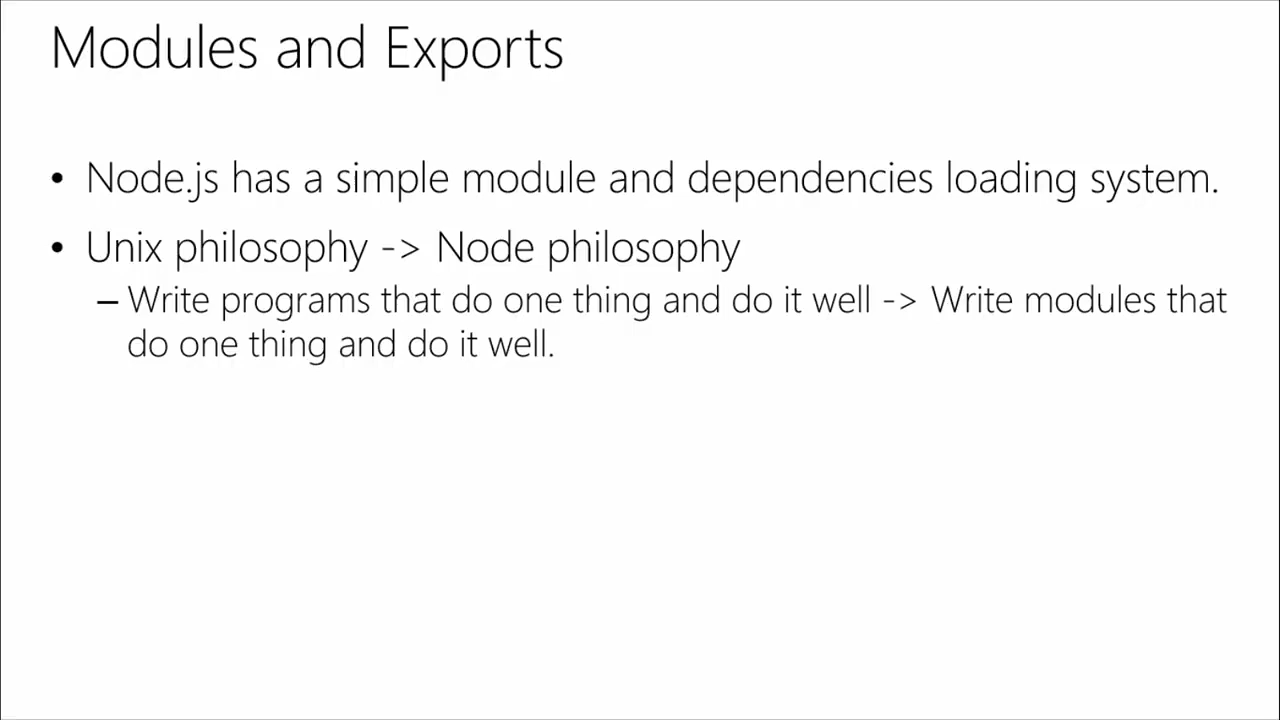 Modules and Exports
• Node.js has a simple module and dependencies loading system.
• Unix philosophy -> Node philosophy
– Write programs that do one thing and do it well -> Write modules that
do one thing and do it well.